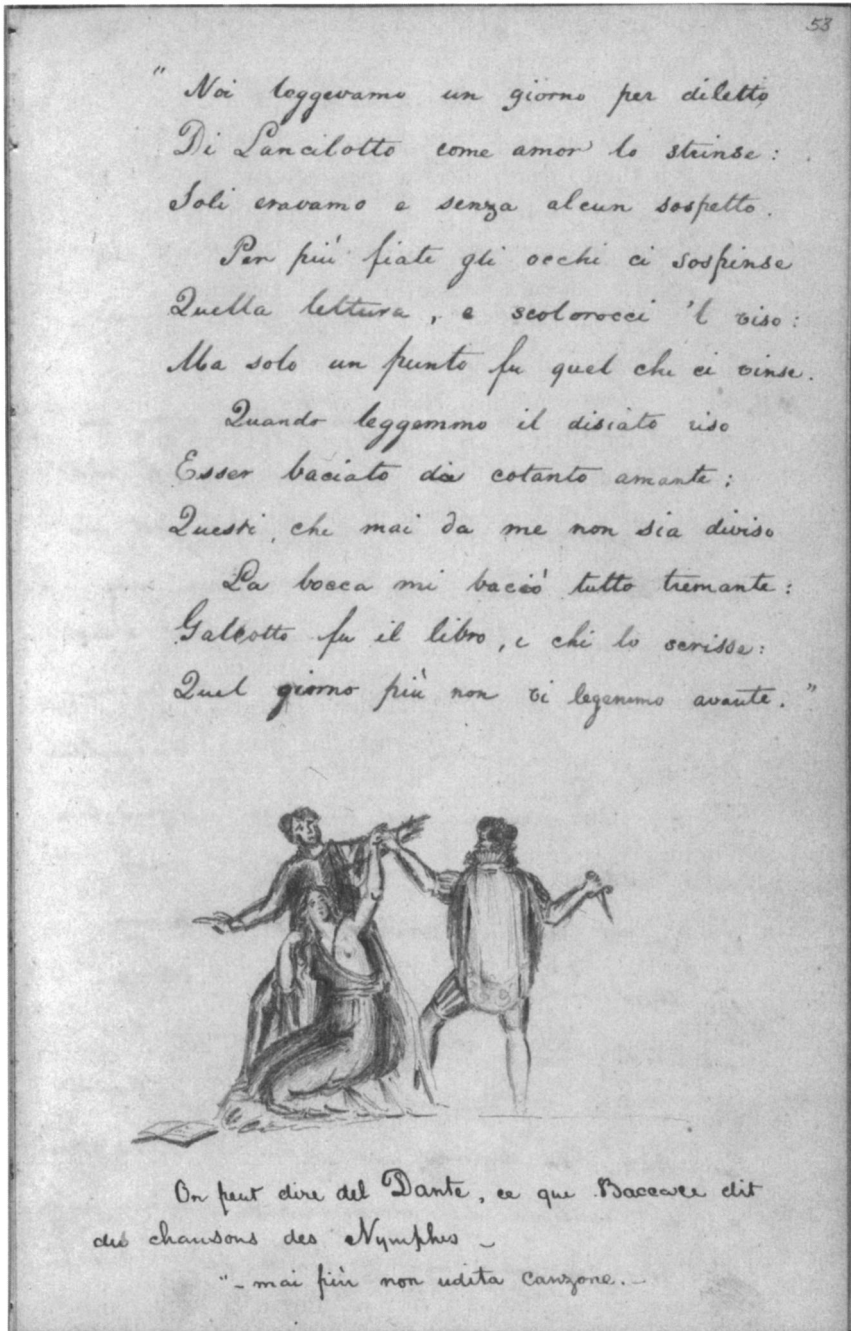 53
" Noi leggevamo un giorno per diletto
Di Lancilotto come amor lo strinse :
Soli eravamo e senza alcun sospetto .
Per più fiate gli occhi ci sospinse
Quella lettura , e scolorocci 'l viso :
Ma solo un punto fu quel che ci vinse .
Quando leggemmo il disiato riso
Esser baciato da cotanto amante ;
Questi , che mai da me non sia diviso
La bocca mi baciò tutto tremante :
Galeotto fu il libro , e chi lo scrisse :
Quel giorno più non vi legemmo avante . "
On peut dire del Dante , ce que dit
des chansons des Nymphes –
" – mai più non udita canzone . –